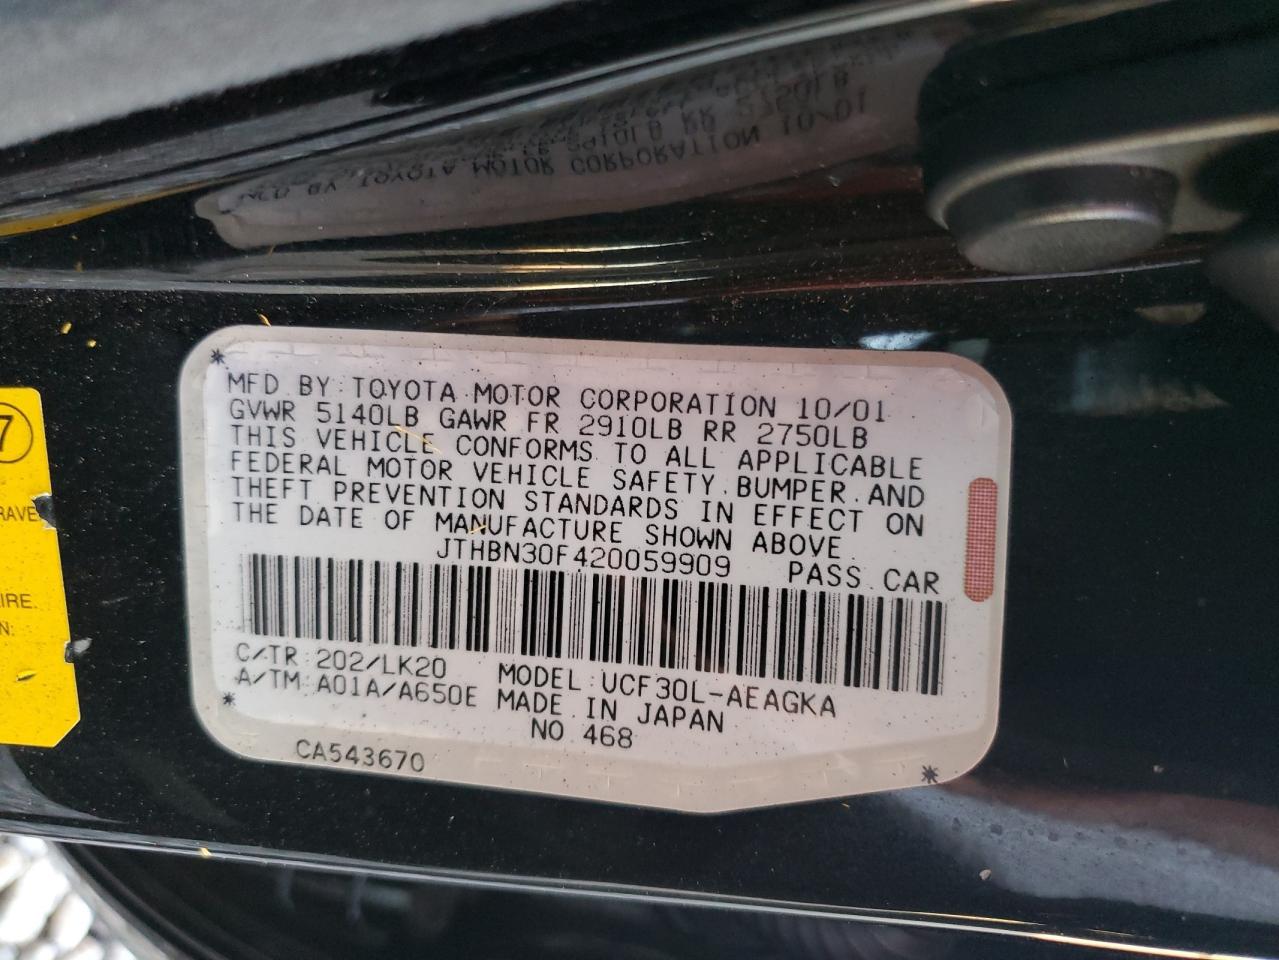 MFD BY TOYOTA MOTOR CORPORATION 10/01
GVWR 5140LB GAWR FR 2910LB RR 2750LB
THIS VEHICLE CONFORMS TO ALL APPLICABLE
FEDERAL MOTOR VEHICLE SAFETY, BUMPER AND
THEFT PREVENTION STANDARDS IN EFFECT ON
THE DATE OF MANUFACTURE SHOWN ABOVE
JTHBN30F420059909 PASS. CAR
C/TR:202/LK20 MODEL:UCF30L-AEAGKA
A/TM:A01A/A650E MADE IN JAPAN
NO.468
CA543670
7